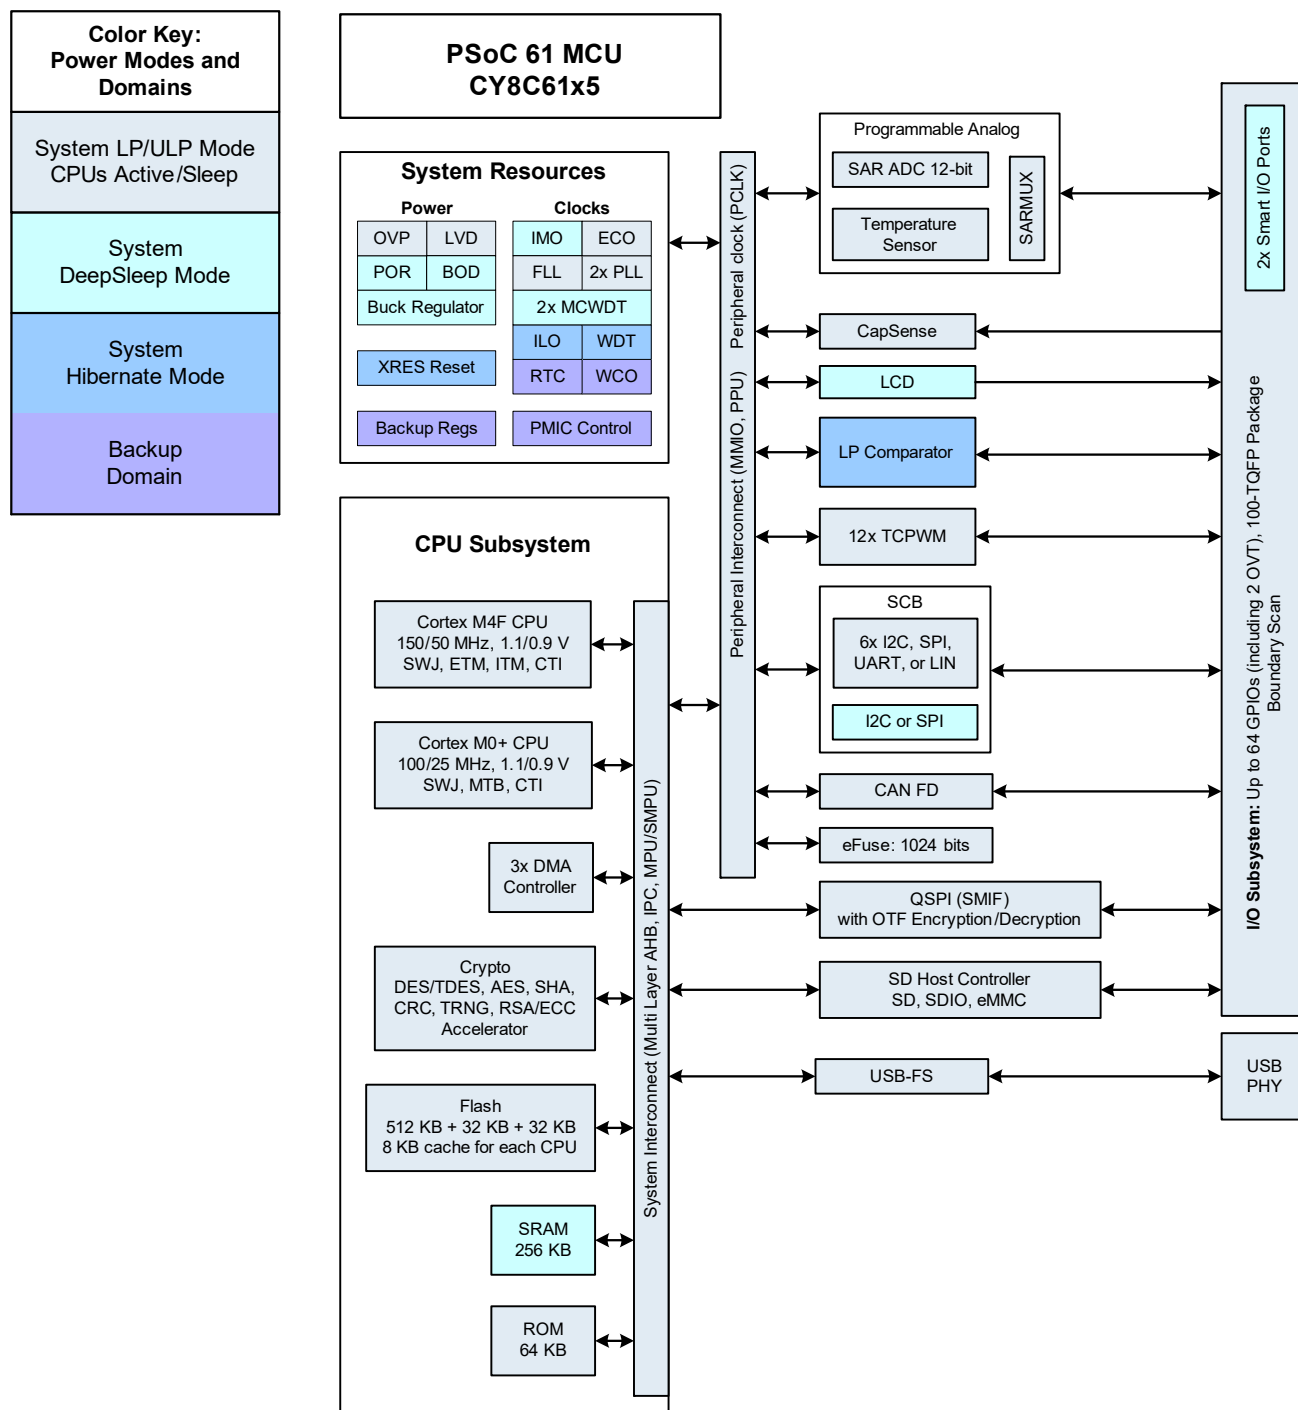 Color Key:
Power Modes and
Domains
System LP/ULP Mode
CPUs Active/Sleep
System
DeepSleep Mode
System
Hibernate Mode
Backup
Domain
PSoC 61 MCU
CY8C61x5
System Resources
Power
Clocks
OVP
LVD
POR
BOD
Buck Regulator
XRES Reset
Backup Regs
IMO
ECO
FLL
2x PLL
2x MCWDT
ILO
WDT
RTC
WCO
PMIC Control
CPU Subsystem
Cortex M4F CPU
150/50 MHz, 1.1/0.9 V
SWJ, ETM, ITM, CTI
Cortex M0+ CPU
100/25 MHz, 1.1/0.9 V
SWJ, MTB, CTI
3x DMA
Controller
Crypto
DES/TDES, AES, SHA,
CRC, TRNG, RSA/ECC
Accelerator
Flash
512 KB + 32 KB + 32 KB
8 KB cache for each CPU
SRAM
256 KB
ROM
64 KB
System Interconnect (Multi Layer AHB, IPC, MPU/SMPU)
Peripheral Interconnect (MMIO, PPU) Peripheral clock (PCLK)
Programmable Analog
SAR ADC 12-bit
Temperature
Sensor
SARMUX
CapSense
LCD
LP Comparator
12x TCPWM
SCB
6x I2C, SPI,
UART, or LIN
I2C or SPI
CAN FD
eFuse: 1024 bits
QSPI (SMIF)
with OTF Encryption/Decryption
SD Host Controller
SD, SDIO, eMMC
USB-FS
2x Smart I/O Ports
I/O Subsystem: Up to 64 GPIOs (including 2 OVT), 100-TQFP Package
Boundary Scan
USB
PHY